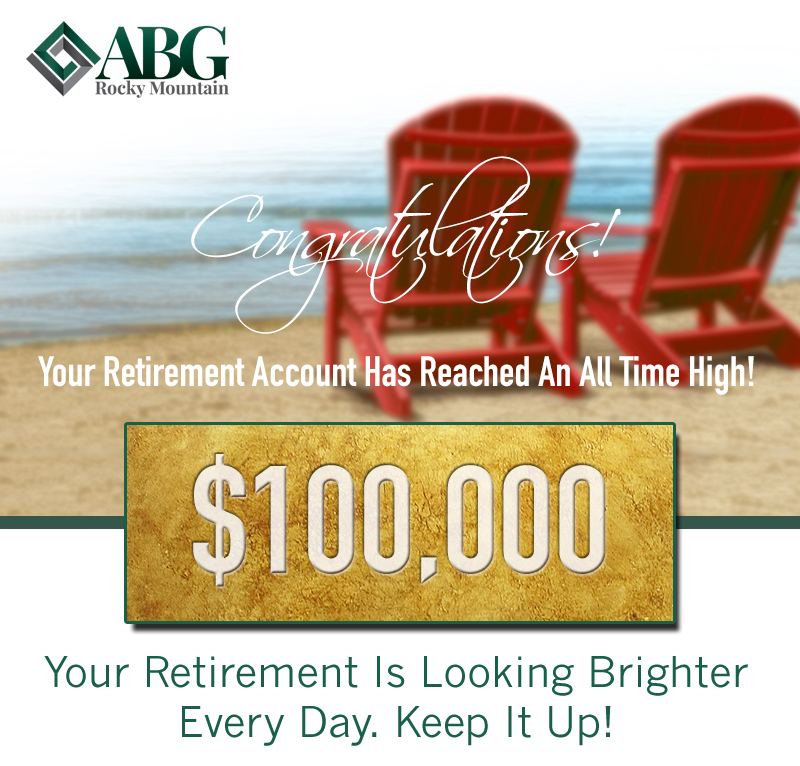 ABG
Rocky Mountain
Congratulations!
Your Retirement Account Has Reached An All Time High!
$100,000
Your Retirement Is Looking Brighter
Every Day. Keep It Up!